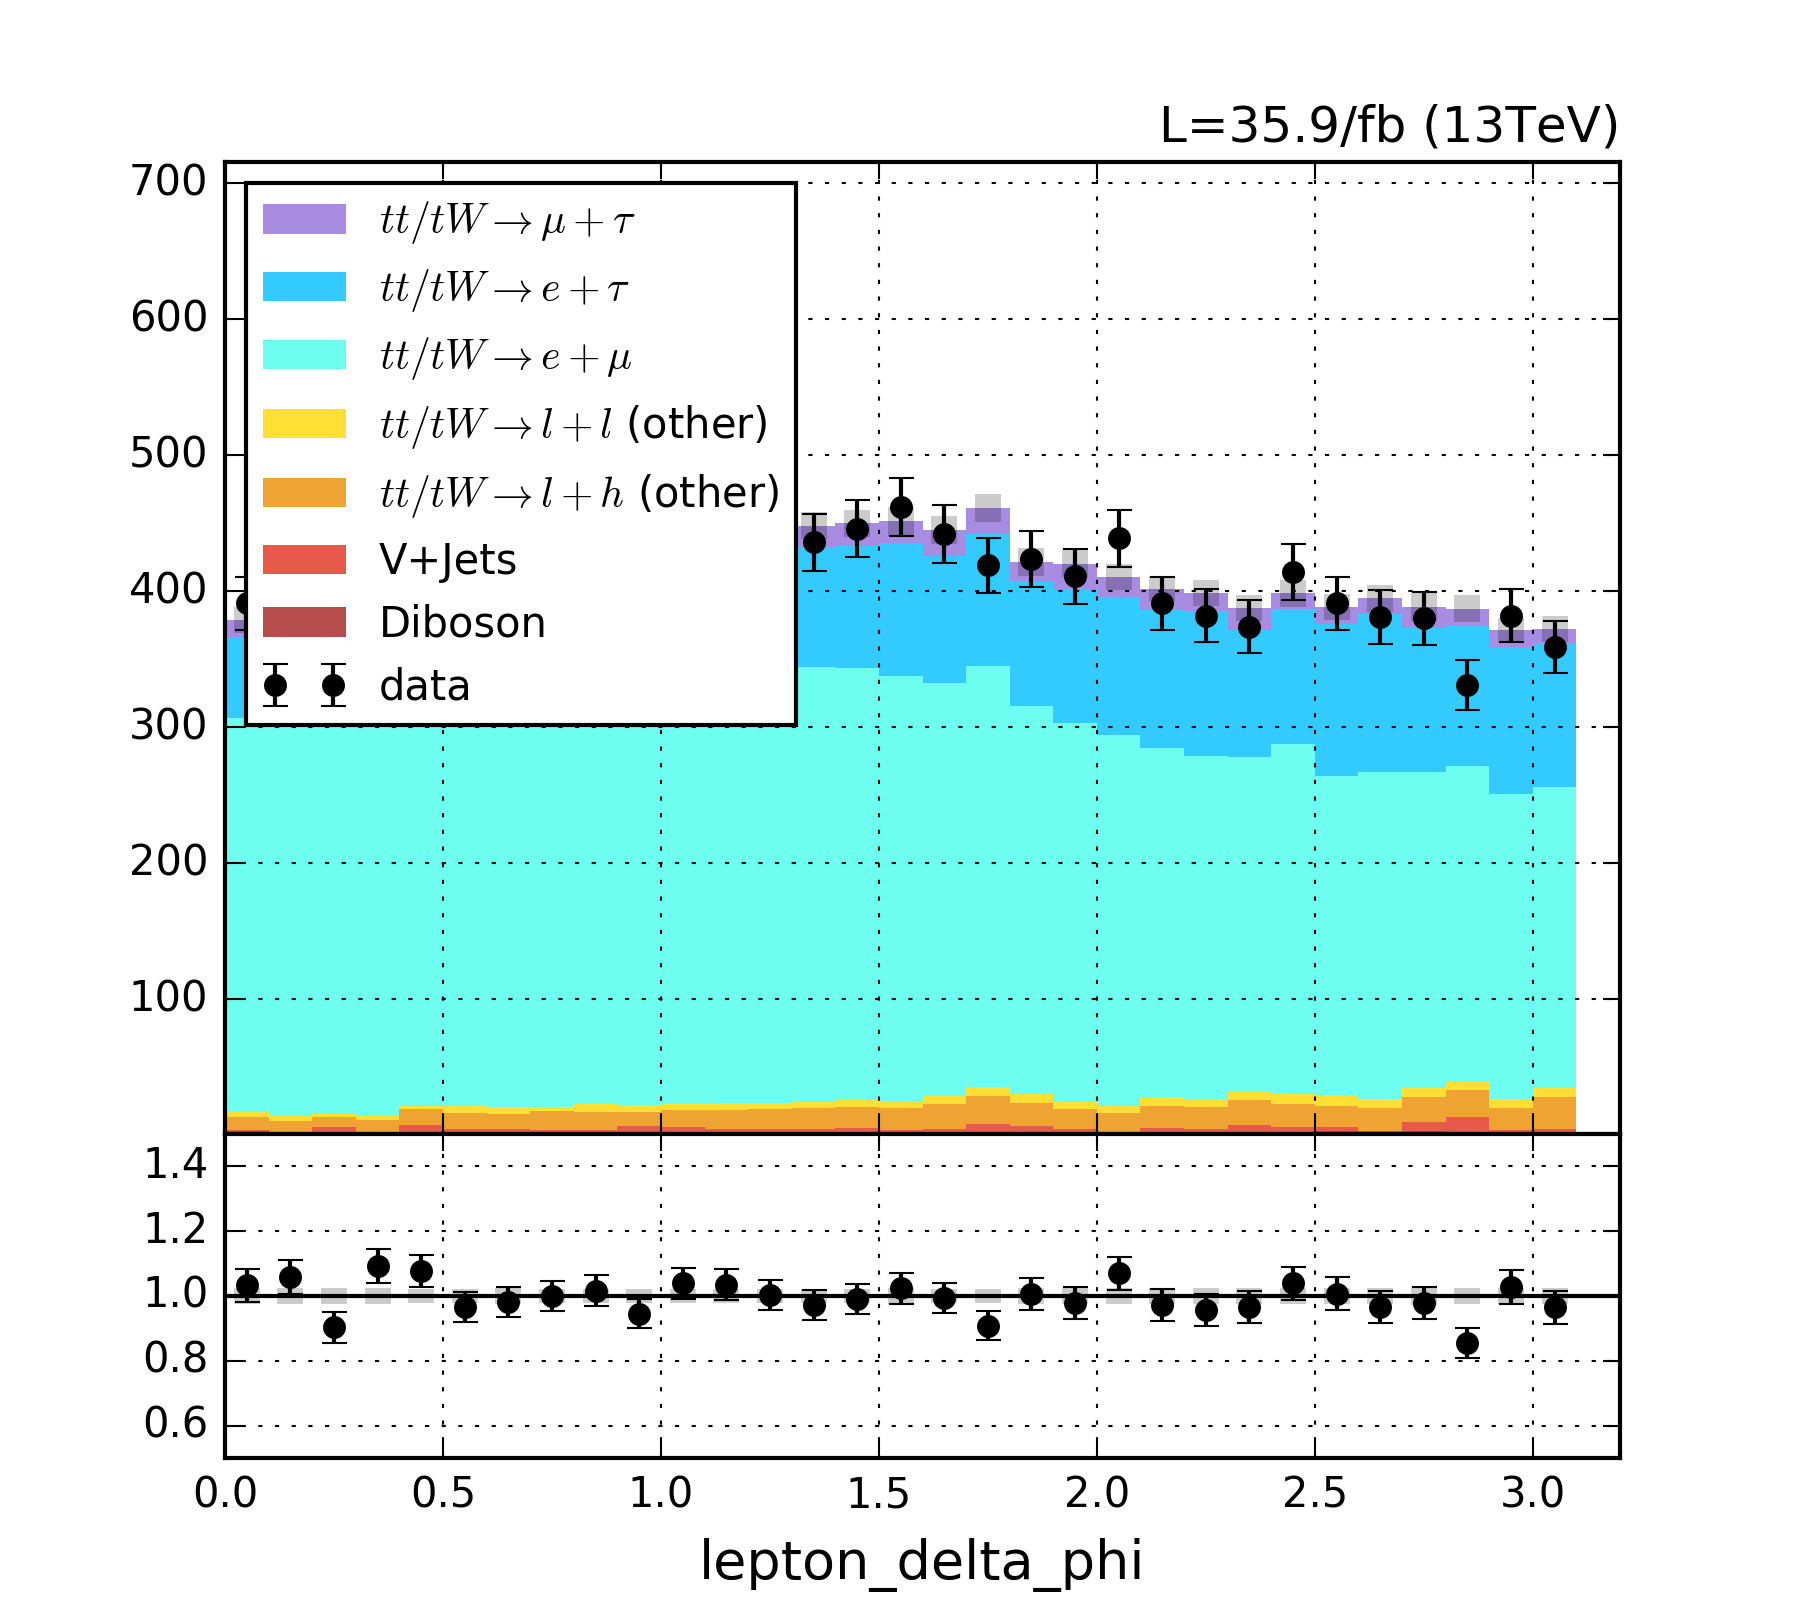 L=35.9/fb (13TeV)
700
600
500
400
300
200
100
tt/tW → μ + τ
tt/tW → e + τ
tt/tW → e + μ
tt/tW → l + l (other)
tt/tW → l + h (other)
V+Jets
Diboson
data
1.4
1.2
1.0
0.8
0.6
0.0 0.5 1.0 1.5 2.0 2.5 3.0
lepton_delta_phi